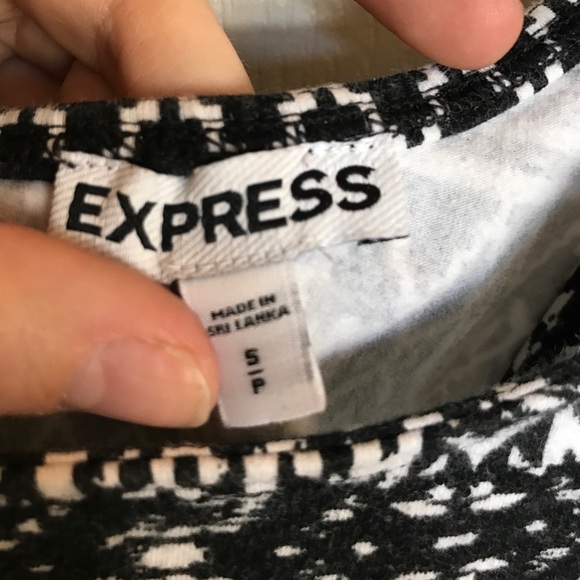 EXPRESS
MADE IN
SRI LANKA
S
P